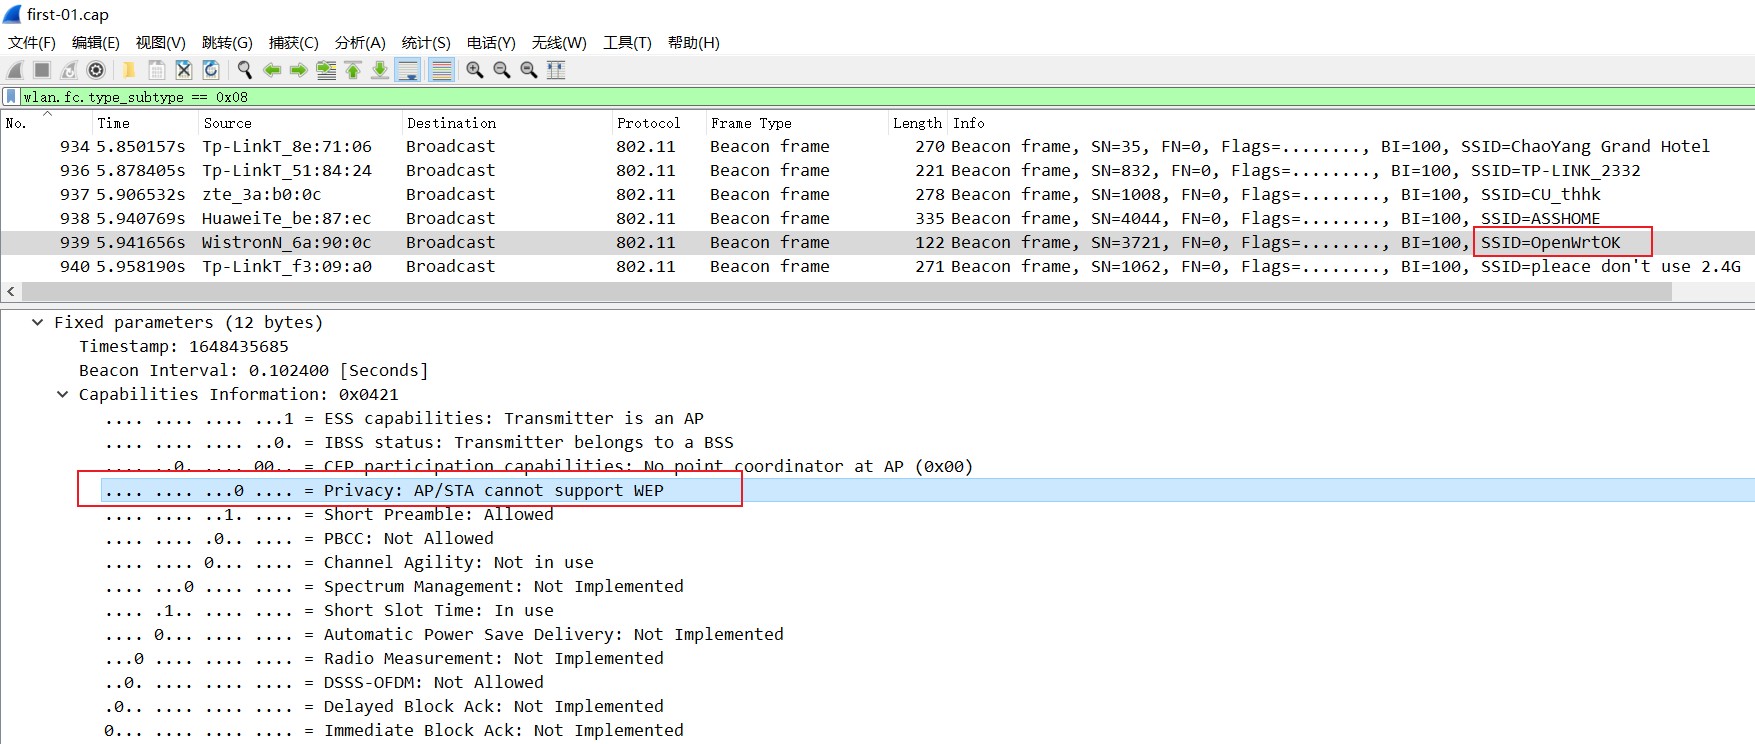 first-01.cap
文件(F) 编辑(E) 视图(V) 跳转(G) 捕获(C) 分析(A) 统计(S) 电话(Y) 无线(W) 工具(T) 帮助(H)
wlan.fc.type_subtype == 0x08
No. Time Source Destination Protocol Frame Type Length Info
934 5.850157s Tp-LinkT_8e:71:06 Broadcast 802.11 Beacon frame 270 Beacon frame, SN=35, FN=0, Flags=........, BI=100, SSID=ChaoYang Grand Hotel
936 5.878405s Tp-LinkT_51:84:24 Broadcast 802.11 Beacon frame 221 Beacon frame, SN=832, FN=0, Flags=........, BI=100, SSID=TP-LINK_2332
937 5.906532s zte_3a:b0:0c Broadcast 802.11 Beacon frame 278 Beacon frame, SN=1008, FN=0, Flags=........, BI=100, SSID=CU_thhk
938 5.940769s HuaweiTe_be:87:ec Broadcast 802.11 Beacon frame 335 Beacon frame, SN=4044, FN=0, Flags=........, BI=100, SSID=ASSHOME
939 5.941656s WistronN_6a:90:0c Broadcast 802.11 Beacon frame 122 Beacon frame, SN=3721, FN=0, Flags=........, BI=100, SSID=OpenWrtOK
940 5.958190s Tp-LinkT_f3:09:a0 Broadcast 802.11 Beacon frame 271 Beacon frame, SN=1062, FN=0, Flags=........, BI=100, SSID=pleace don't use 2.4G
Fixed parameters (12 bytes)
Timestamp: 1648435685
Beacon Interval: 0.102400 [Seconds]
Capabilities Information: 0x0421
.... .... .... ...1 = ESS capabilities: Transmitter is an AP
.... .... .... ..0. = IBSS status: Transmitter belongs to a BSS
.... ..0. .... 00.. = CFP participation capabilities: No point coordinator at AP (0x00)
.... .... ...0 .... = Privacy: AP/STA cannot support WEP
.... .... ..1. .... = Short Preamble: Allowed
.... .... .0.. .... = PBCC: Not Allowed
.... .... 0... .... = Channel Agility: Not in use
.... ...0 .... .... = Spectrum Management: Not Implemented
.... .1.. .... .... = Short Slot Time: In use
.... 0... .... .... = Automatic Power Save Delivery: Not Implemented
...0 .... .... .... = Radio Measurement: Not Implemented
..0. .... .... .... = DSSS-OFDM: Not Allowed
.0.. .... .... .... = Delayed Block Ack: Not Implemented
0... .... .... .... = Immediate Block Ack: Not Implemented